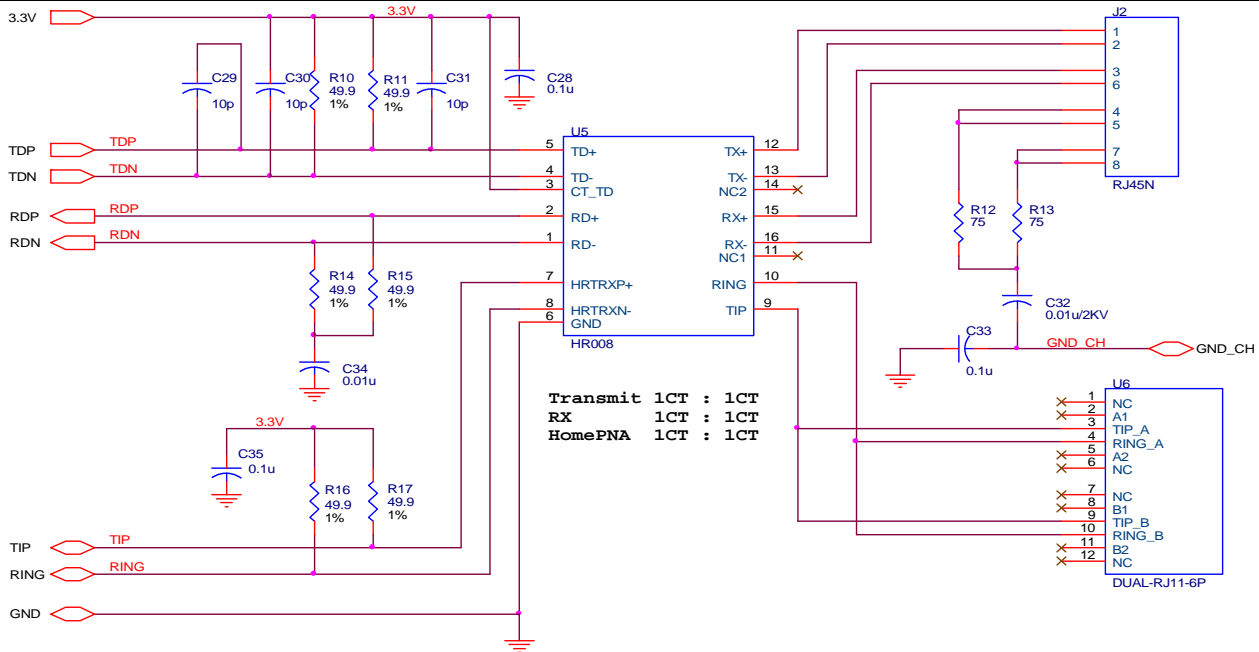 3.3V
3.3V
J2
1
2
3
6
4
5
7
8
RJ45N
C29
10p
C30
10p
R10
49.9
1%
R11
49.9
1%
C31
10p
C28
0.1u
TDP
TDP
TDN
TDN
RDP
RDP
RDN
RDN
U5
5 TD+ TX+ 12
4 TD- TX- 13
3 CT_TD NC2 14
2 RD+ RX+ 15
1 RD- RX- 16
NC1 11
7 HRTRXP+ RING 10
8 HRTRXN- TIP 9
6 GND
HR008
R12
75
R13
75
R14
49.9
1%
R15
49.9
1%
C34
0.01u
C32
0.01u/2KV
C33
0.1u
GND_CH
GND_CH
Transmit 1CT : 1CT
RX 1CT : 1CT
HomePNA 1CT : 1CT
U6
1 NC
2 A1
3 TIP_A
4 RING_A
5 A2
6 NC
7 NC
8 B1
9 TIP_B
10 RING_B
11 B2
12 NC
DUAL-RJ11-6P
3.3V
C35
0.1u
R16
49.9
1%
R17
49.9
1%
TIP
TIP
RING
RING
GND